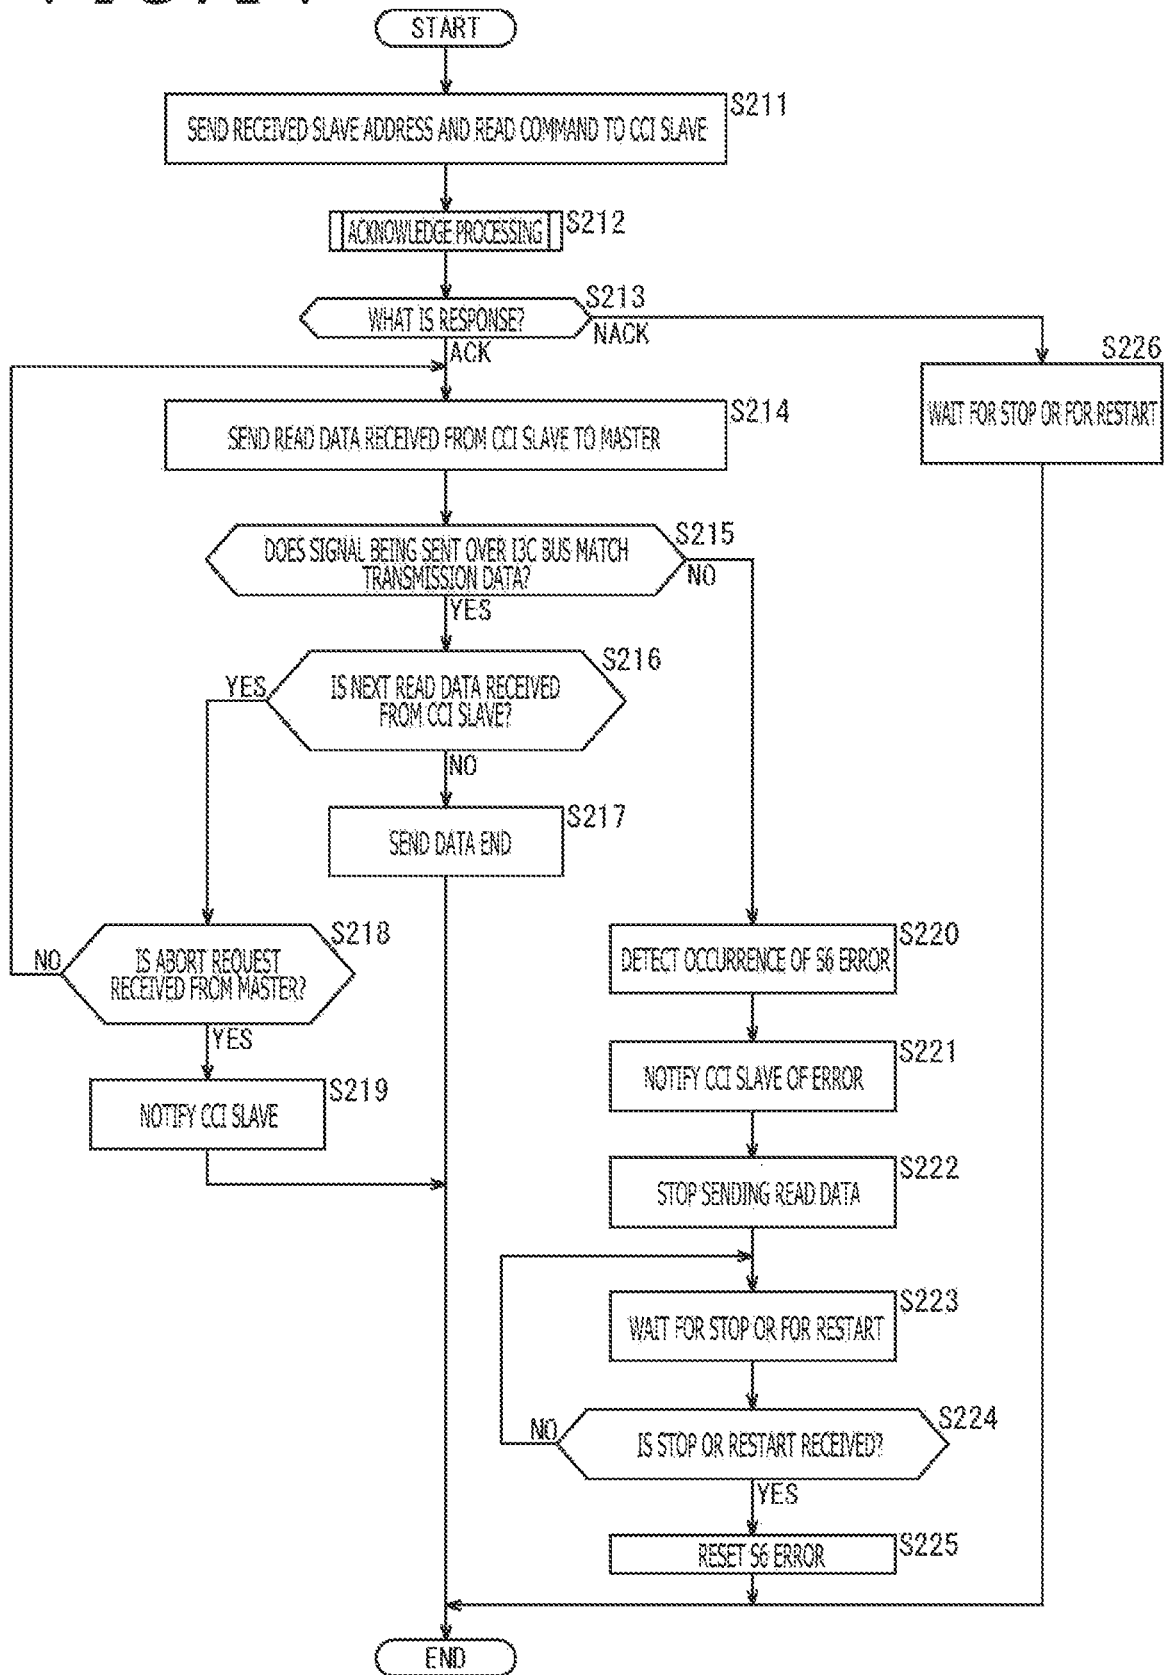 START
S211
SEND RECEIVED SLAVE ADDRESS AND READ COMMAND TO CCI SLAVE
S212
ACKNOWLEDGE PROCESSING
S213
WHAT IS RESPONSE?
NACK
ACK
S226
WAIT FOR STOP OR FOR RESTART
S214
SEND READ DATA RECEIVED FROM CCI SLAVE TO MASTER
S215
DOES SIGNAL BEING SENT OVER I3C BUS MATCH
TRANSMISSION DATA?
NO
YES
S216
IS NEXT READ DATA RECEIVED
FROM CCI SLAVE?
YES
NO
S217
SEND DATA END
S218
IS ABORT REQUEST
RECEIVED FROM MASTER?
NO
YES
S219
NOTIFY CCI SLAVE
S220
DETECT OCCURRENCE OF S6 ERROR
S221
NOTIFY CCI SLAVE OF ERROR
S222
STOP SENDING READ DATA
S223
WAIT FOR STOP OR FOR RESTART
S224
IS STOP OR RESTART RECEIVED?
NO
YES
S225
RESET S6 ERROR
END